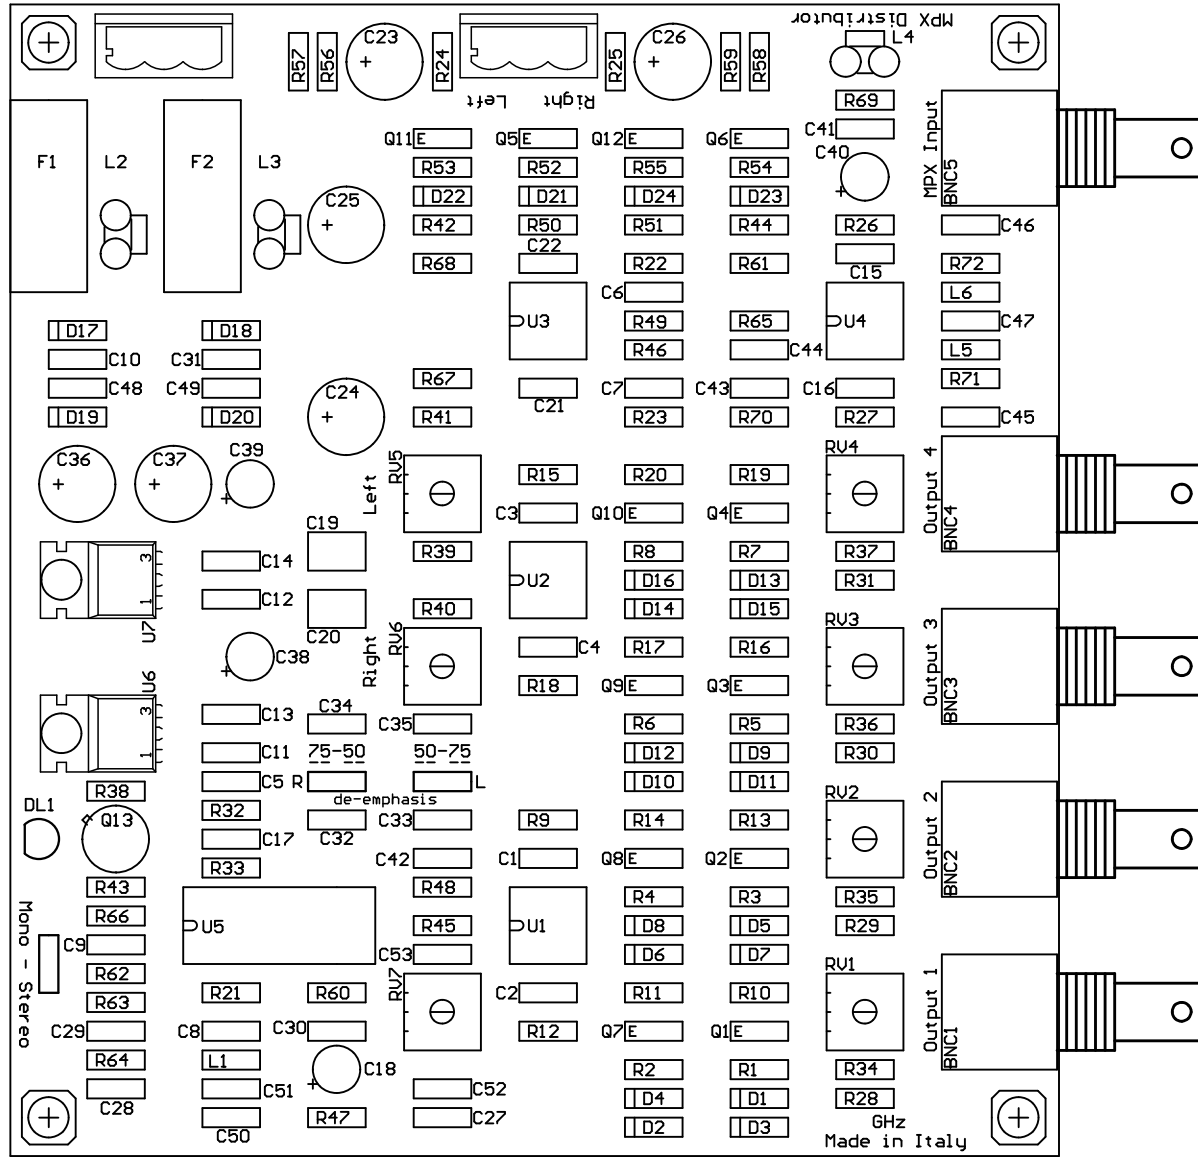 MPX Distributor
L4
R57
R56
C23
+
R24
R25
C26
+
R59
R58
Left
Right
R69
C41
C40
+
MPX Input
BNC5
F1
L2
F2
L3
C25
+
Q11 E
Q5 E
Q12 E
Q6 E
R53
R52
R55
R54
D22
D21
D24
D23
R42
R50
R51
R44
R26
C46
C22
R68
R22
R61
C15
R72
C6
L6
U3
R49
R65
U4
C47
D17
D18
R46
C44
L5
C10
C31
R67
R71
C48
C49
C24
+
C21
C7
C43
C16
D19
D20
R41
R23
R70
R27
C45
C36
+
C37
+
C39
+
RV5
Left
R15
R20
R19
RV4
Output 4
BNC4
C3
Q10 E
Q4 E
C19
R39
R8
R7
R37
3
1
U7
C14
U2
D16
D13
R31
C12
C20
R40
D14
D15
RV6
Right
RV3
Output 3
BNC3
C38
+
C4
R17
R16
U6
3
1
R18
Q9 E
Q3 E
C13
C34
C35
R6
R5
R36
C11
75-50
50-75
D12
D9
R30
C5
R
L
D10
D11
de-emphasis
R38
DL1
Q13
R32
C32
C33
R9
R14
R13
RV2
Output 2
BNC2
C17
C42
C1
Q8 E
Q2 E
R33
R43
R48
R4
R3
R35
R66
U5
R45
U1
D8
D5
R29
Mono - Stereo
C9
C53
D6
D7
R62
RV7
RV1
Output 1
BNC1
R63
R21
R60
C2
R11
R10
C29
C8
C30
R12
Q7 E
Q1 E
R64
L1
C18
+
R2
R1
R34
C28
C51
C52
D4
D1
R28
C50
R47
C27
D2
D3
GHz
Made in Italy